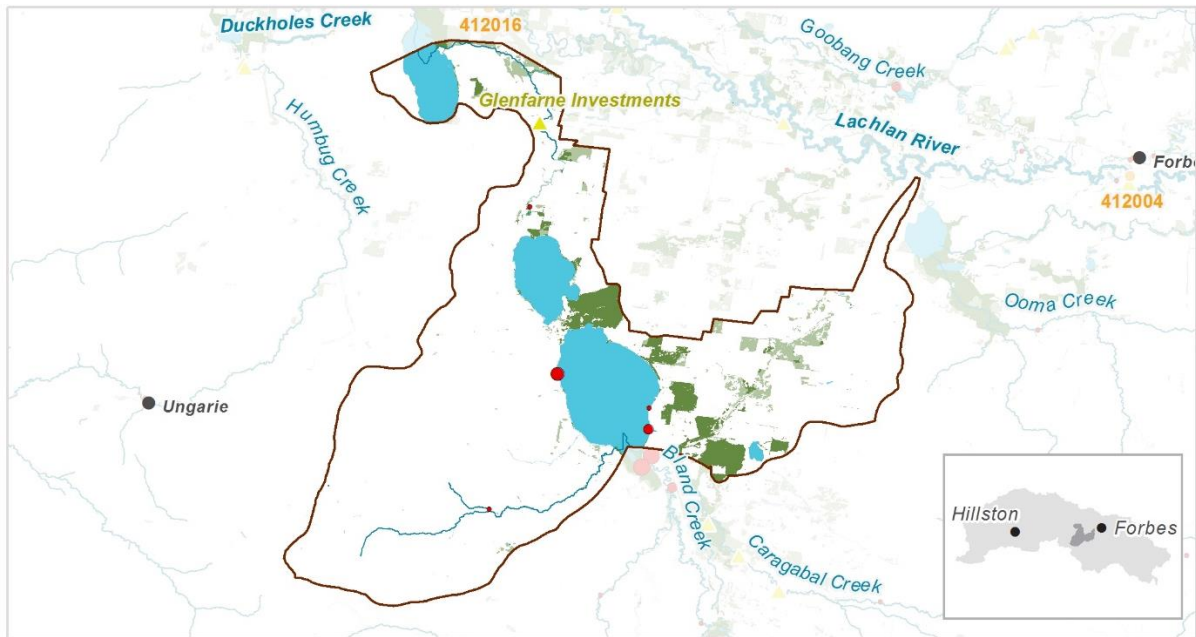 Duckholes Creek
412016
Goobang Creek
Glenfarne Investments
Humbug Creek
Lachlan River
Forb
412004
Ooma Creek
Ungarie
Bland Creek
Caragabal Creek
Hillston
Forbes